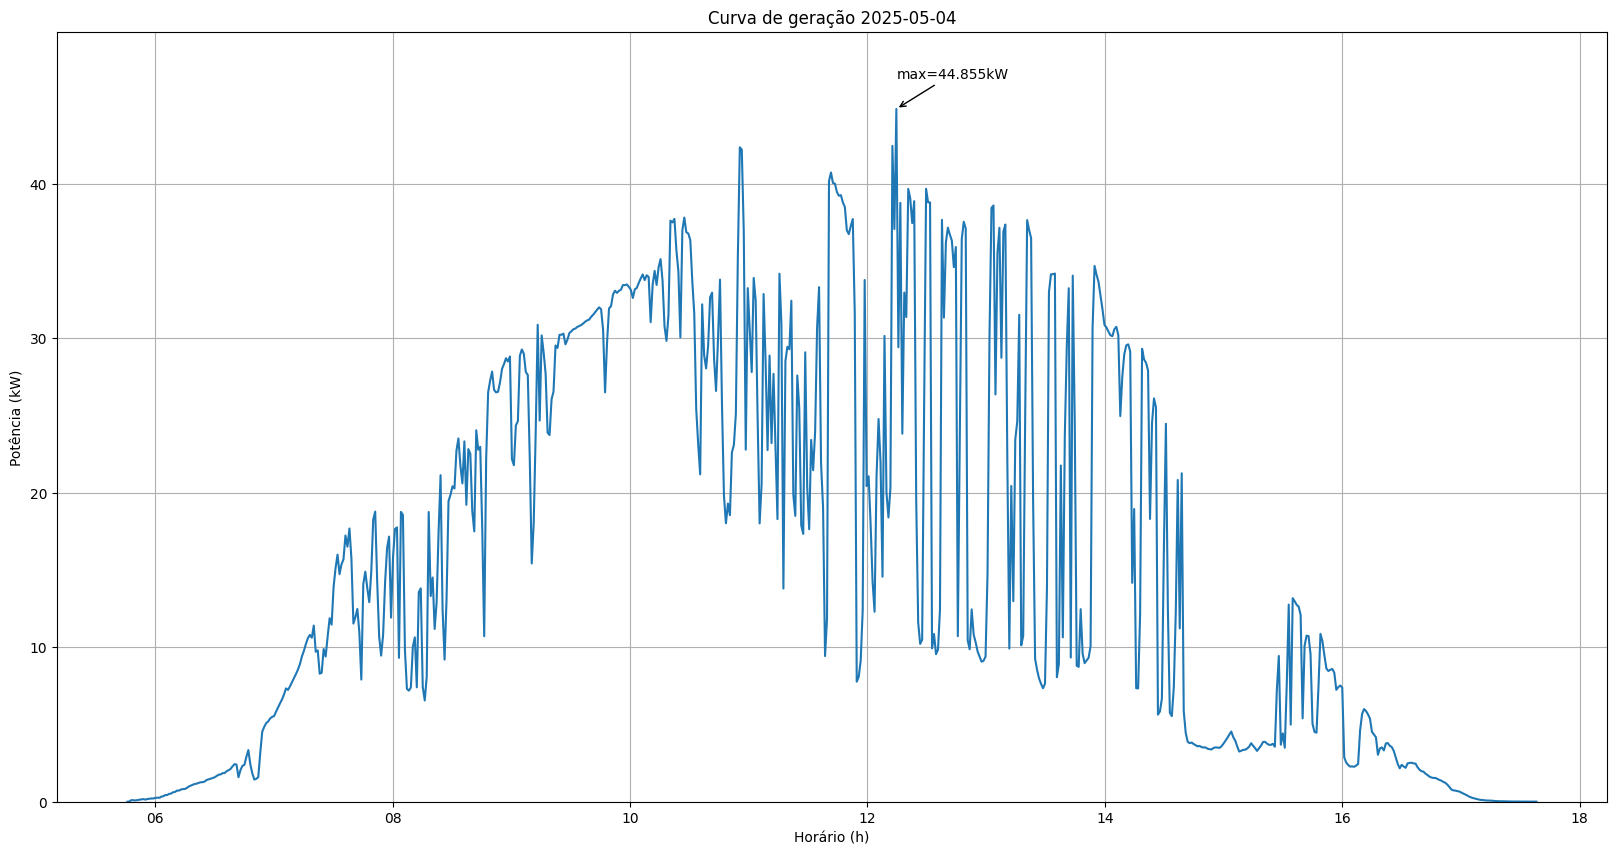 Curva de geração 2025-05-04
max=44.855kW
Potência (kW)
40
30
20
10
0
06 08 10 12 14 16 18
Horário (h)